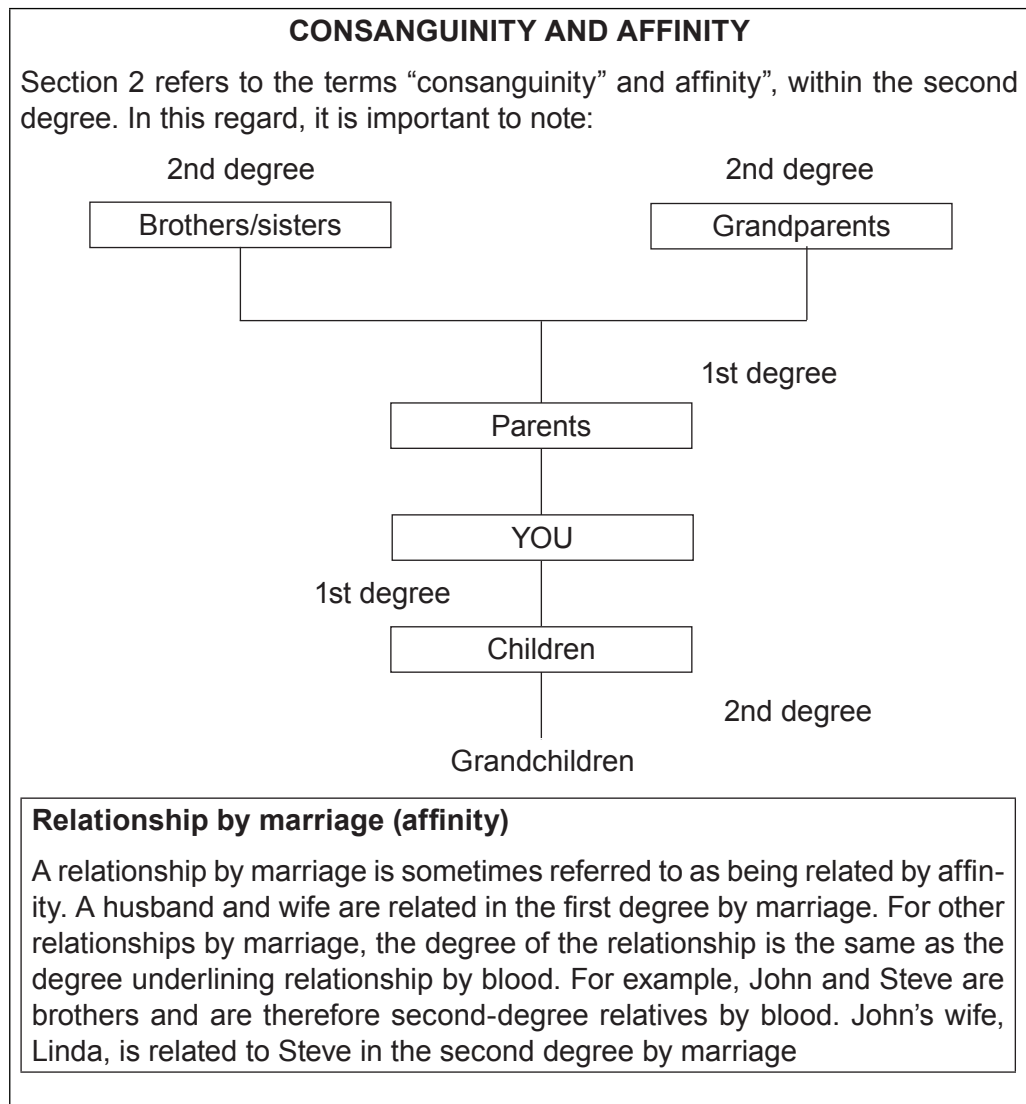 CONSANGUINITY AND AFFINITY
Section 2 refers to the terms “consanguinity” and affinity”, within the second
degree. In this regard, it is important to note:
2nd degree
2nd degree
Brothers/sisters
Grandparents
1st degree
Parents
YOU
1st degree
Children
2nd degree
Grandchildren
Relationship by marriage (affinity)
A relationship by marriage is sometimes referred to as being related by affin-
ity. A husband and wife are related in the first degree by marriage. For other
relationships by marriage, the degree of the relationship is the same as the
degree underlining relationship by blood. For example, John and Steve are
brothers and are therefore second-degree relatives by blood. John’s wife,
Linda, is related to Steve in the second degree by marriage